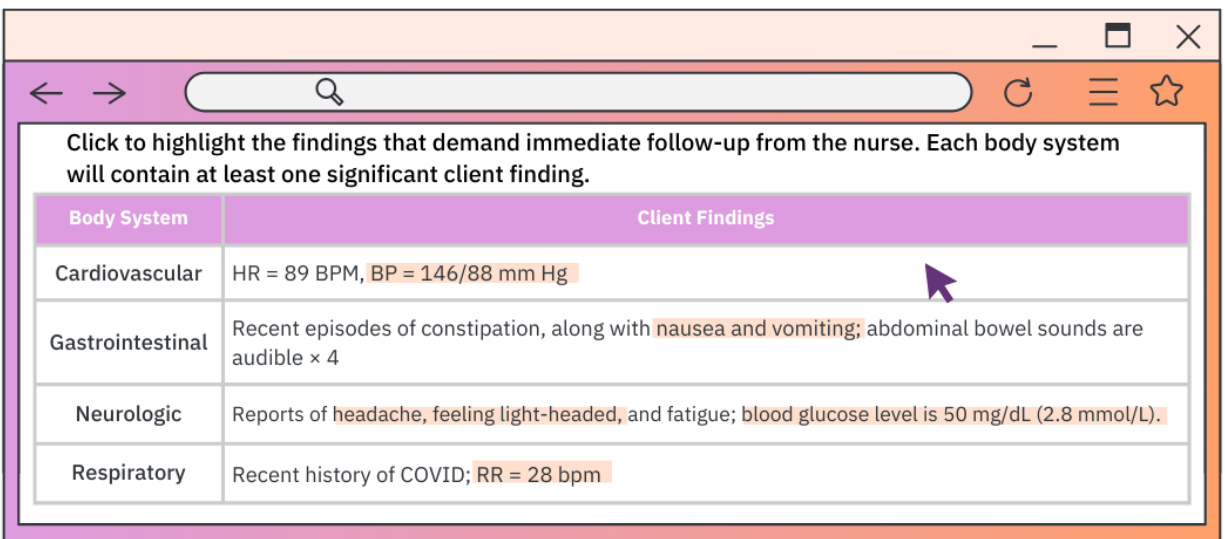 Click to highlight the findings that demand immediate follow-up from the nurse. Each body system
will contain at least one significant client finding.
Body System
Client Findings
Cardiovascular
HR = 89 BPM, BP = 146/88 mm Hg
Gastrointestinal
Recent episodes of constipation, along with nausea and vomiting; abdominal bowel sounds are
audible × 4
Neurologic
Reports of headache, feeling light-headed, and fatigue; blood glucose level is 50 mg/dL (2.8 mmol/L).
Respiratory
Recent history of COVID; RR = 28 bpm